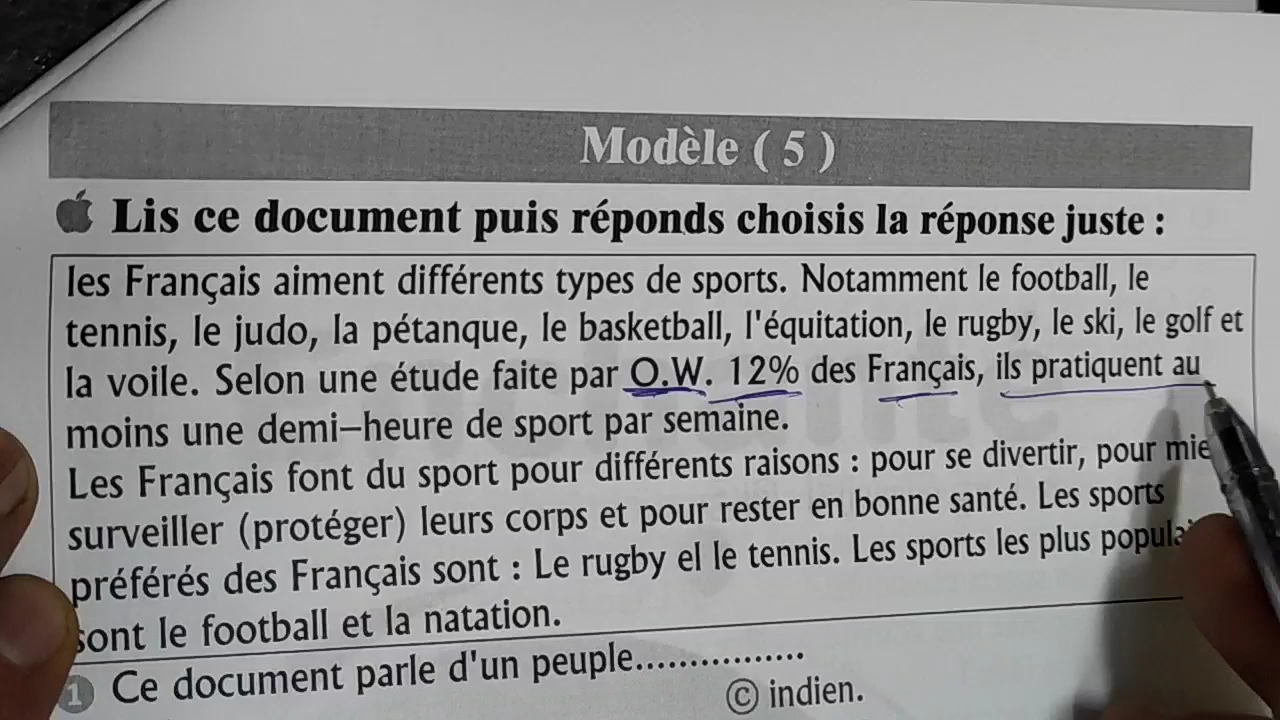 Modèle ( 5 )
Lis ce document puis réponds choisis la réponse juste :
les Français aiment différents types de sports. Notamment le football, le
tennis, le judo, la pétanque, le basketball, l'équitation, le rugby, le ski, le golf et
la voile. Selon une étude faite par O.W. 12% des Français, ils pratiquent au
moins une demi-heure de sport par semaine.
Les Français font du sport pour différents raisons : pour se divertir, pour
surveiller (protéger) leurs corps et pour rester en bonne santé. Les sports
préférés des Français sont : Le rugby el le tennis. Les sports les plus
sont le football et la natation.
1 Ce document parle d'un peuple................
c indien.